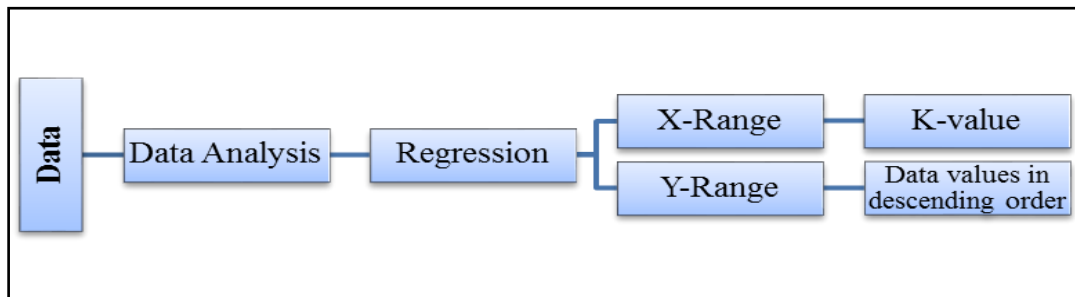 Data
Data Analysis
Regression
X-Range
K-value
Y-Range
Data values in
descending order